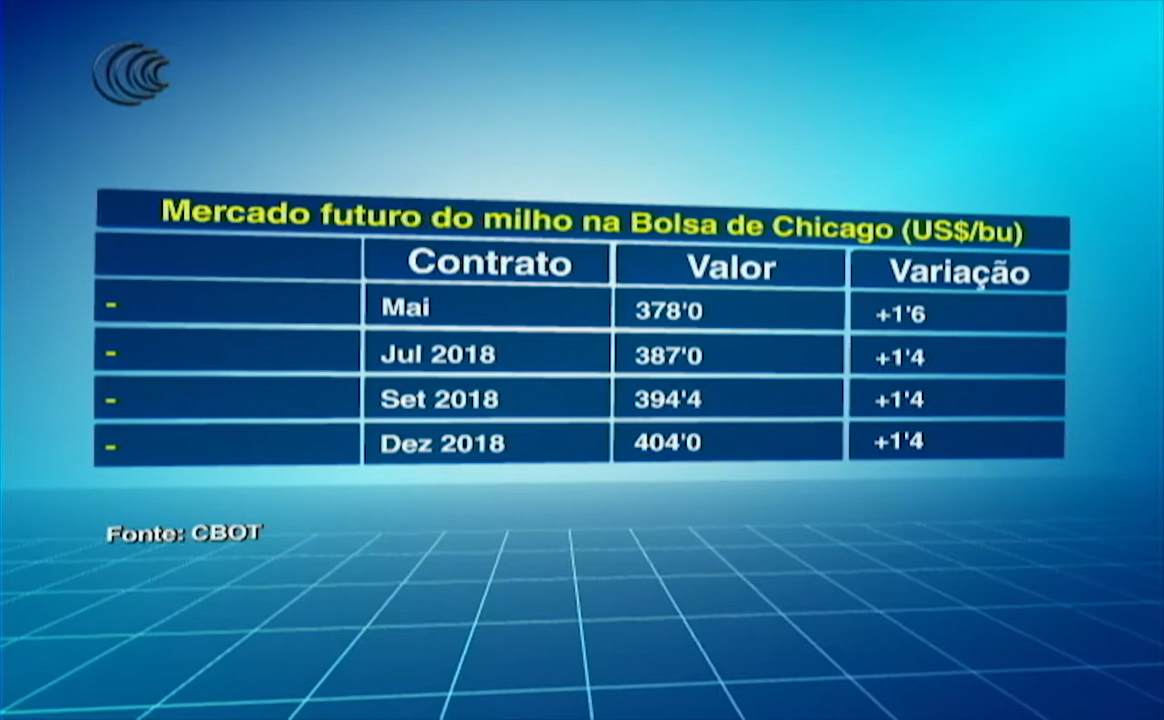 Mercado futuro do milho na Bolsa de Chicago (US$/bu)
Contrato Valor Variação
- Mai 378'0 +1'6
- Jul 2018 387'0 +1'4
- Set 2018 394'4 +1'4
- Dez 2018 404'0 +1'4
Fonte: CBOT